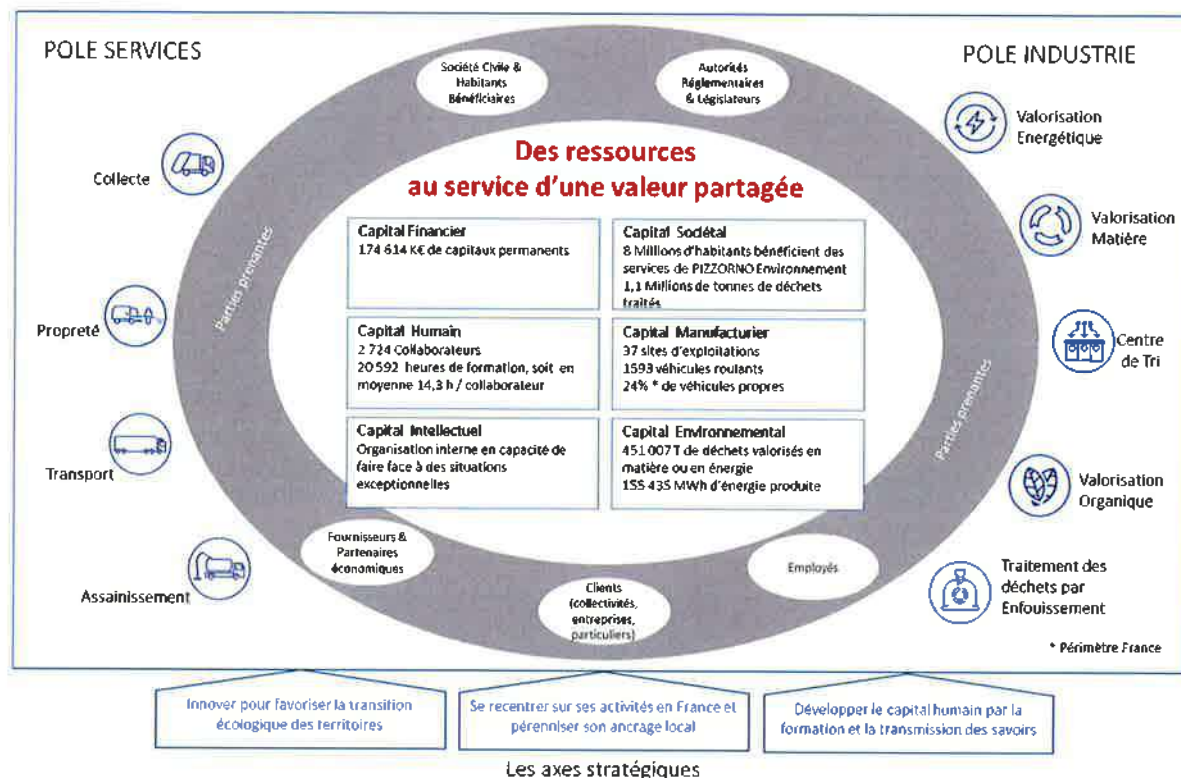 POLE SERVICES
POLE INDUSTRIE
Société Civile &
Habitants
Bénéficiaires
Autorités
Réglementaires
& Législateurs
Collecte
Propreté
Transport
Assainissement
Parties prenantes
Des ressources
au service d'une valeur partagée
Capital Financier
174 614 K€ de capitaux permanents
Capital Sociétal
8 Millions d'habitants bénéficient des
services de PIZZORNO Environnement
1,1 Millions de tonnes de déchets
traités
Capital Humain
2 724 Collaborateurs
20 592 heures de formation, soit en
moyenne 14,3 h / collaborateur
Capital Manufacturier
37 sites d'exploitations
1593 véhicules roulants
24% * de véhicules propres
Capital Intellectuel
Organisation interne en capacité de
faire face à des situations
exceptionnelles
Capital Environnemental
451 007 T de déchets valorisés en
matière ou en énergie
155 435 MWh d'énergie produite
Parties prenantes
Valorisation
Energétique
Valorisation
Matière
Centre
de Tri
Valorisation
Organique
Traitement des
déchets par
Enfouissement
Fournisseurs &
Partenaires
économiques
Clients
(collectivités,
entreprises,
particuliers)
Employés
* Périmètre France
Innover pour favoriser la transition
écologique des territoires
Se recentrer sur ses activités en France et
pérenniser son ancrage local
Développer le capital humain par la
formation et la transmission des savoirs
Les axes stratégiques